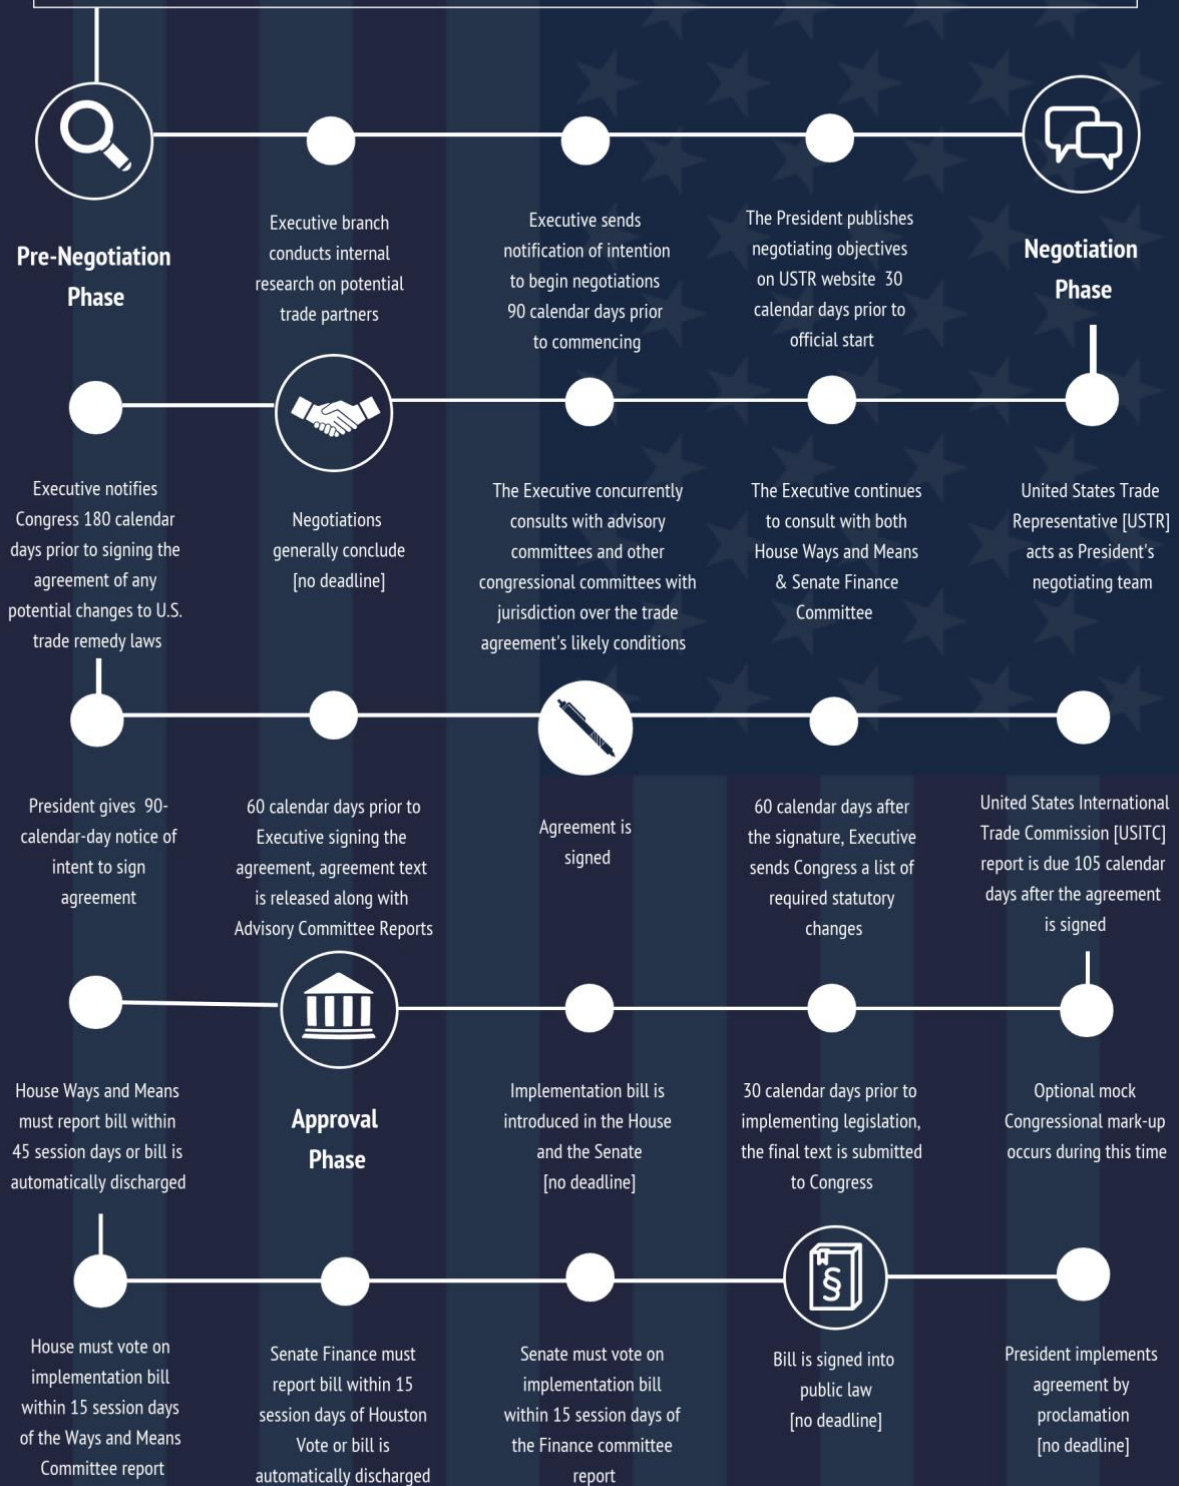 Pre-Negotiation
Phase
Executive branch
conducts internal
research on potential
trade partners
Executive sends
notification of intention
to begin negotiations
90 calendar days prior
to commencing
The President publishes
negotiating objectives
on USTR website 30
calendar days prior to
official start
Negotiation
Phase
United States Trade
Representative [USTR]
acts as President's
negotiating team
The Executive continues
to consult with both
House Ways and Means
& Senate Finance
Committee
The Executive concurrently
consults with advisory
committees and other
congressional committees with
jurisdiction over the trade
agreement's likely conditions
Negotiations
generally conclude
[no deadline]
Executive notifies
Congress 180 calendar
days prior to signing the
agreement of any
potential changes to U.S.
trade remedy laws
President gives 90-
calendar-day notice of
intent to sign
agreement
60 calendar days prior to
Executive signing the
agreement, agreement text
is released along with
Advisory Committee Reports
Agreement is
signed
60 calendar days after
the signature, Executive
sends Congress a list of
required statutory
changes
United States International
Trade Commission [USITC]
report is due 105 calendar
days after the agreement
is signed
Optional mock
Congressional mark-up
occurs during this time
30 calendar days prior to
implementing legislation,
the final text is submitted
to Congress
Implementation bill is
introduced in the House
and the Senate
[no deadline]
Approval
Phase
House Ways and Means
must report bill within
45 session days or bill is
automatically discharged
House must vote on
implementation bill
within 15 session days
of the Ways and Means
Committee report
Senate Finance must
report bill within 15
session days of Houston
Vote or bill is
automatically discharged
Senate must vote on
implementation bill
within 15 session days of
the Finance committee
report
§
Bill is signed into
public law
[no deadline]
President implements
agreement by
proclamation
[no deadline]